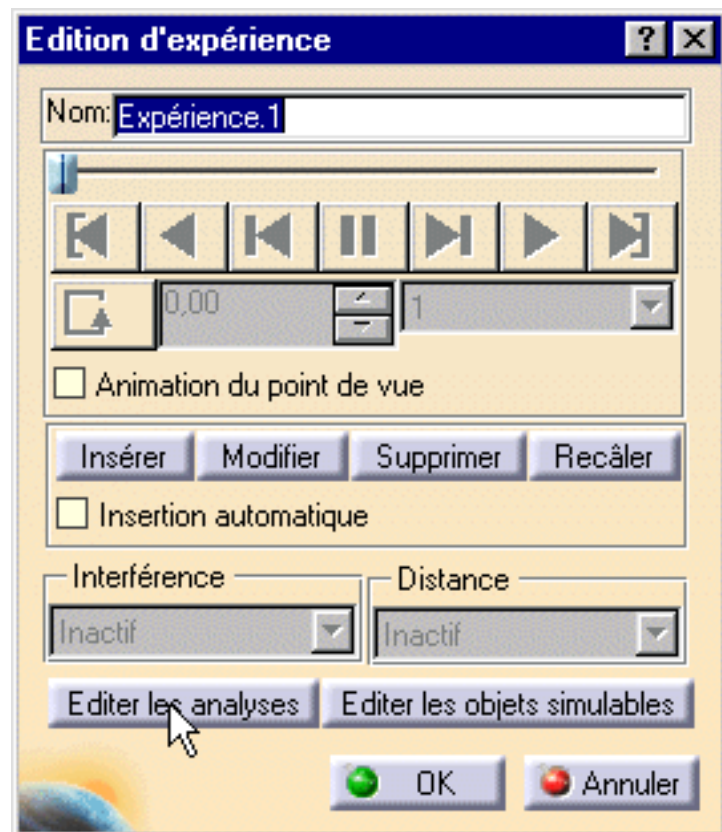 Edition d'expérience
Nom: Expérience.1
0,00 1
Animation du point de vue
Insérer Modifier Supprimer Recâler
Insertion automatique
Interférence Distance
Inactif Inactif
Editer les analyses Editer les objets simulables
OK Annuler